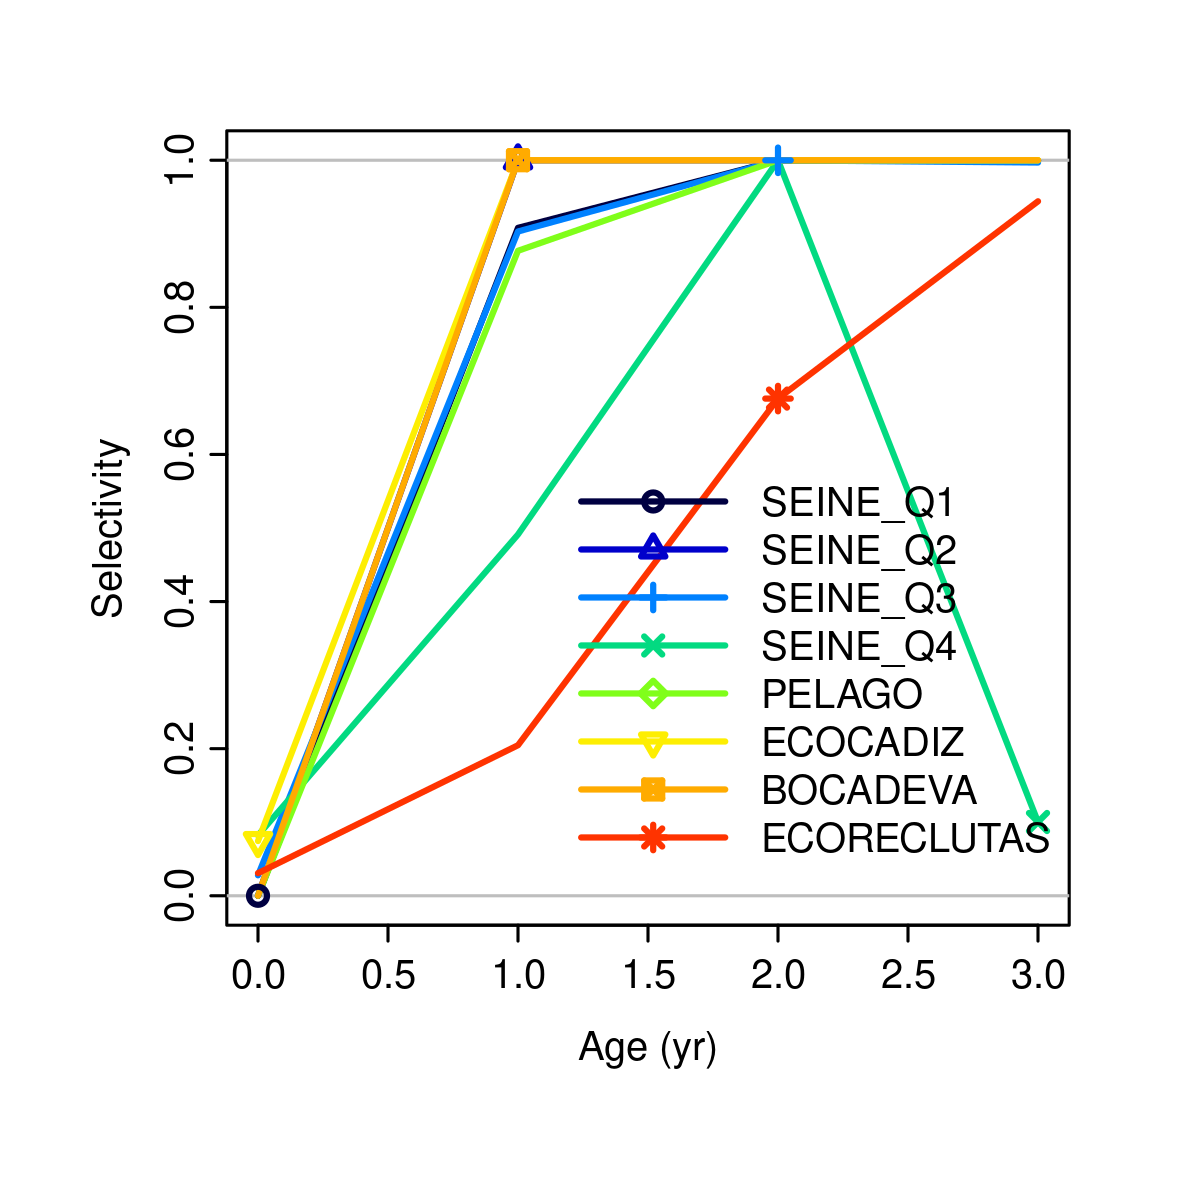 1.0
0.8
0.6
0.4
0.2
0.0
Selectivity
SEINE_Q1
SEINE_Q2
SEINE_Q3
SEINE_Q4
PELAGO
ECOCADIZ
BOCADEVA
ECORECLUTAS
0.0 0.5 1.0 1.5 2.0 2.5 3.0
Age (yr)